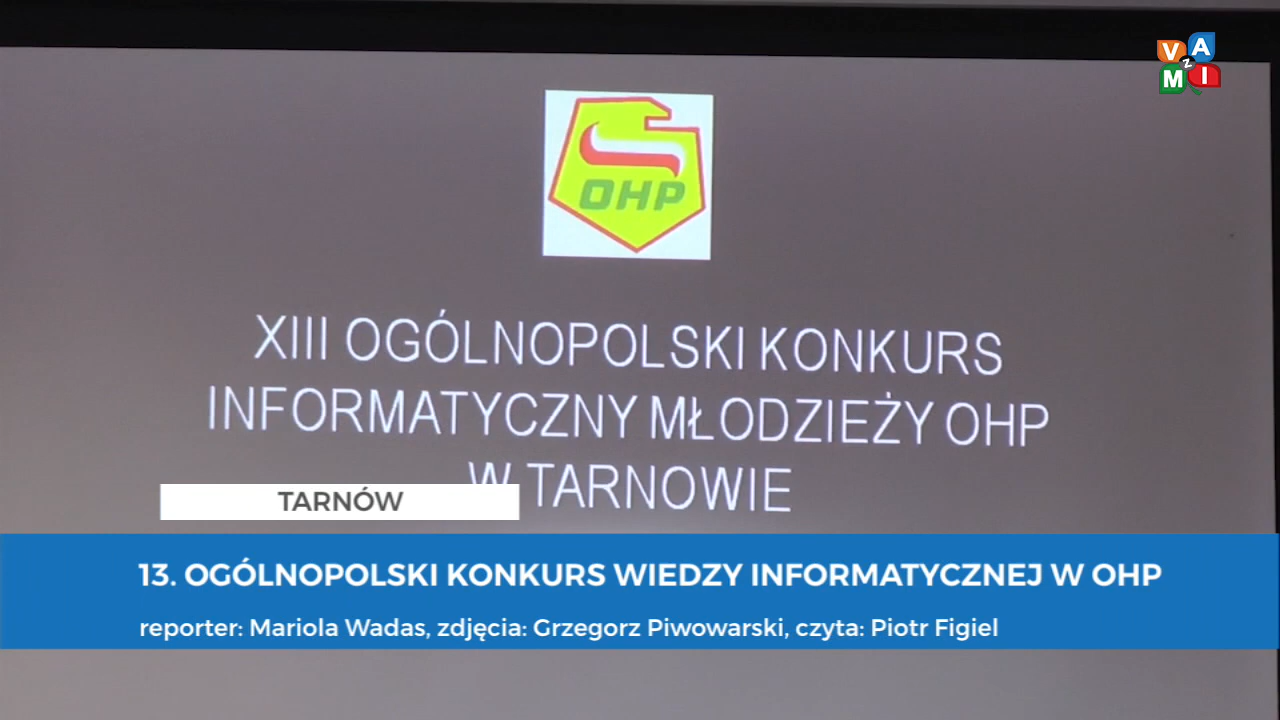 V A
z
M I
OHP
XIII OGÓLNOPOLSKI KONKURS
INFORMATYCZNY MŁODZIEŻY OHP
W TARNOWIE
TARNÓW
13. OGÓLNOPOLSKI KONKURS WIEDZY INFORMATYCZNEJ W OHP
reporter: Mariola Wadas, zdjęcia: Grzegorz Piwowarski, czyta: Piotr Figiel